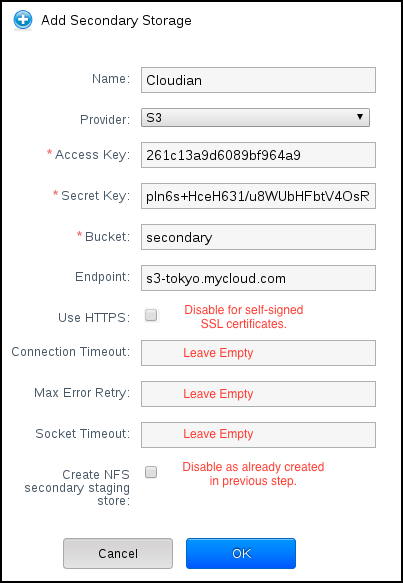 Add Secondary Storage
Name: Cloudian
Provider: S3
* Access Key: 261c13a9d6089bf964a9
* Secret Key: pIn6s+HceH631/u8WUbHFbtV4OsR
* Bucket: secondary
Endpoint: s3-tokyo.mycloud.com
Use HTTPS: Disable for self-signed
SSL certificates.
Connection Timeout: Leave Empty
Max Error Retry: Leave Empty
Socket Timeout: Leave Empty
Create NFS Disable as already created
secondary staging in previous step.
store:
Cancel OK